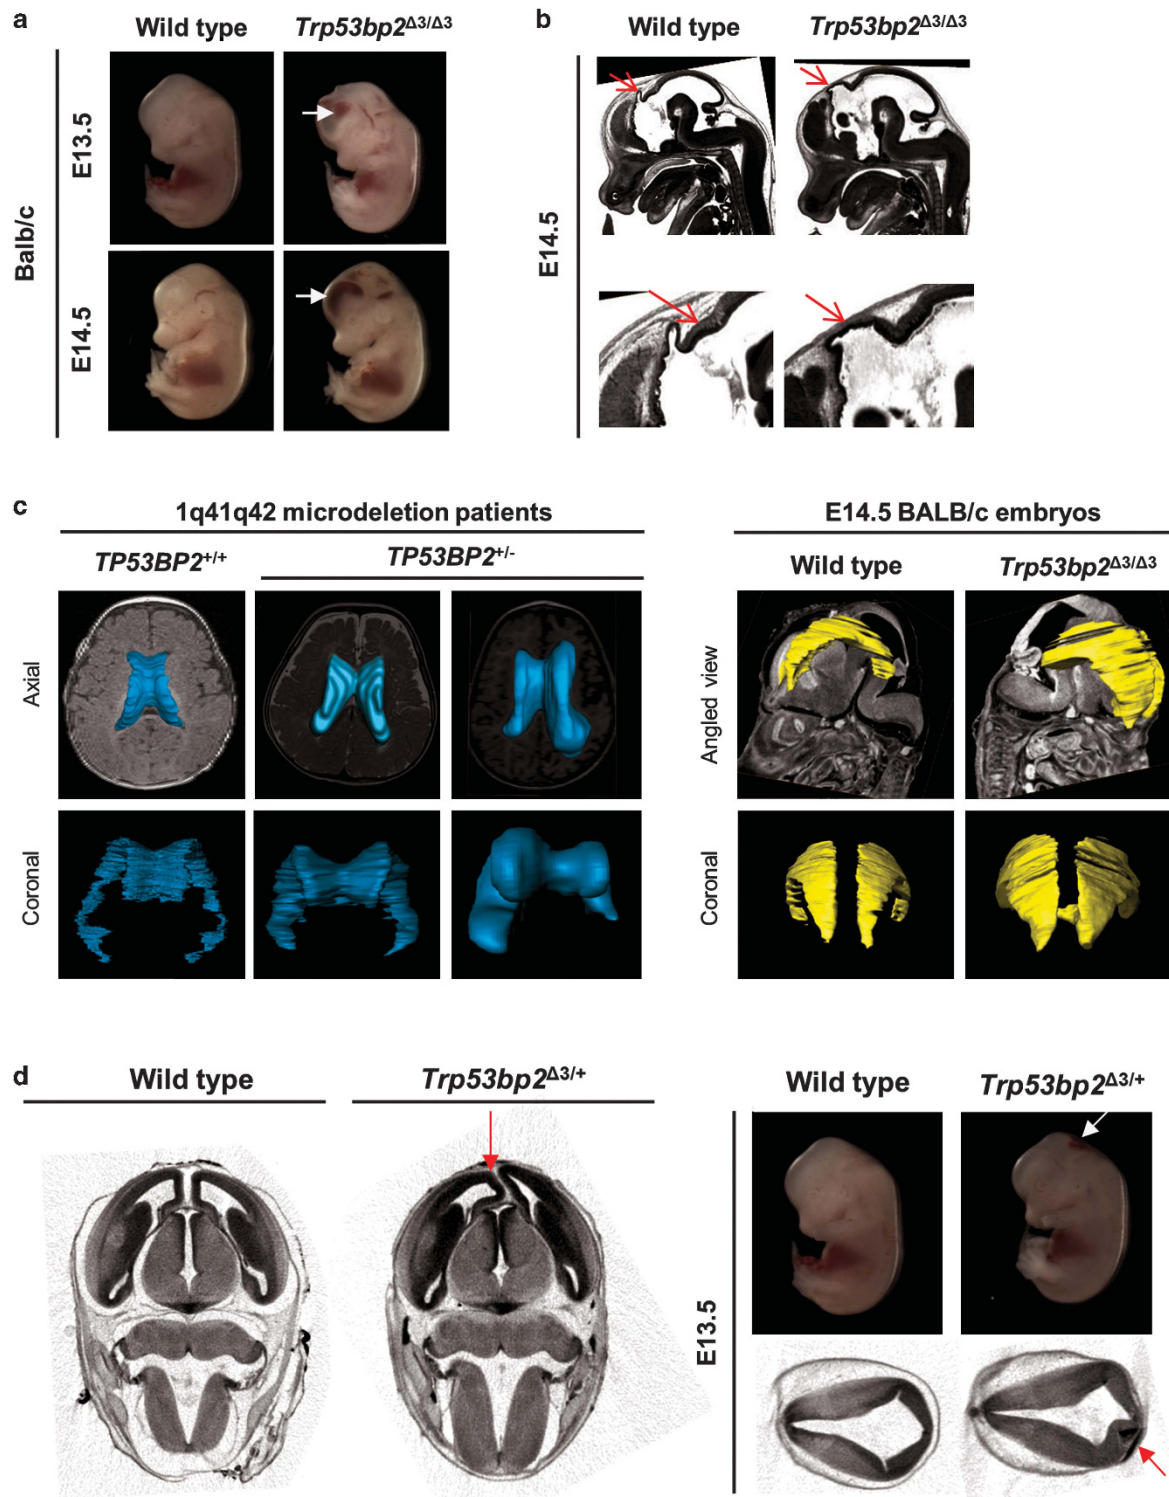 a
Wild type
Trp53bp2Δ3/Δ3
Balb/c
E13.5
E14.5
b
Wild type
Trp53bp2Δ3/Δ3
E14.5
c
1q41q42 microdeletion patients
TP53BP2+/+
TP53BP2+/-
Axial
Coronal
E14.5 BALB/c embryos
Wild type
Trp53bp2Δ3/Δ3
Angled view
Coronal
d
Wild type
Trp53bp2Δ3/+
Wild type
Trp53bp2Δ3/+
E13.5